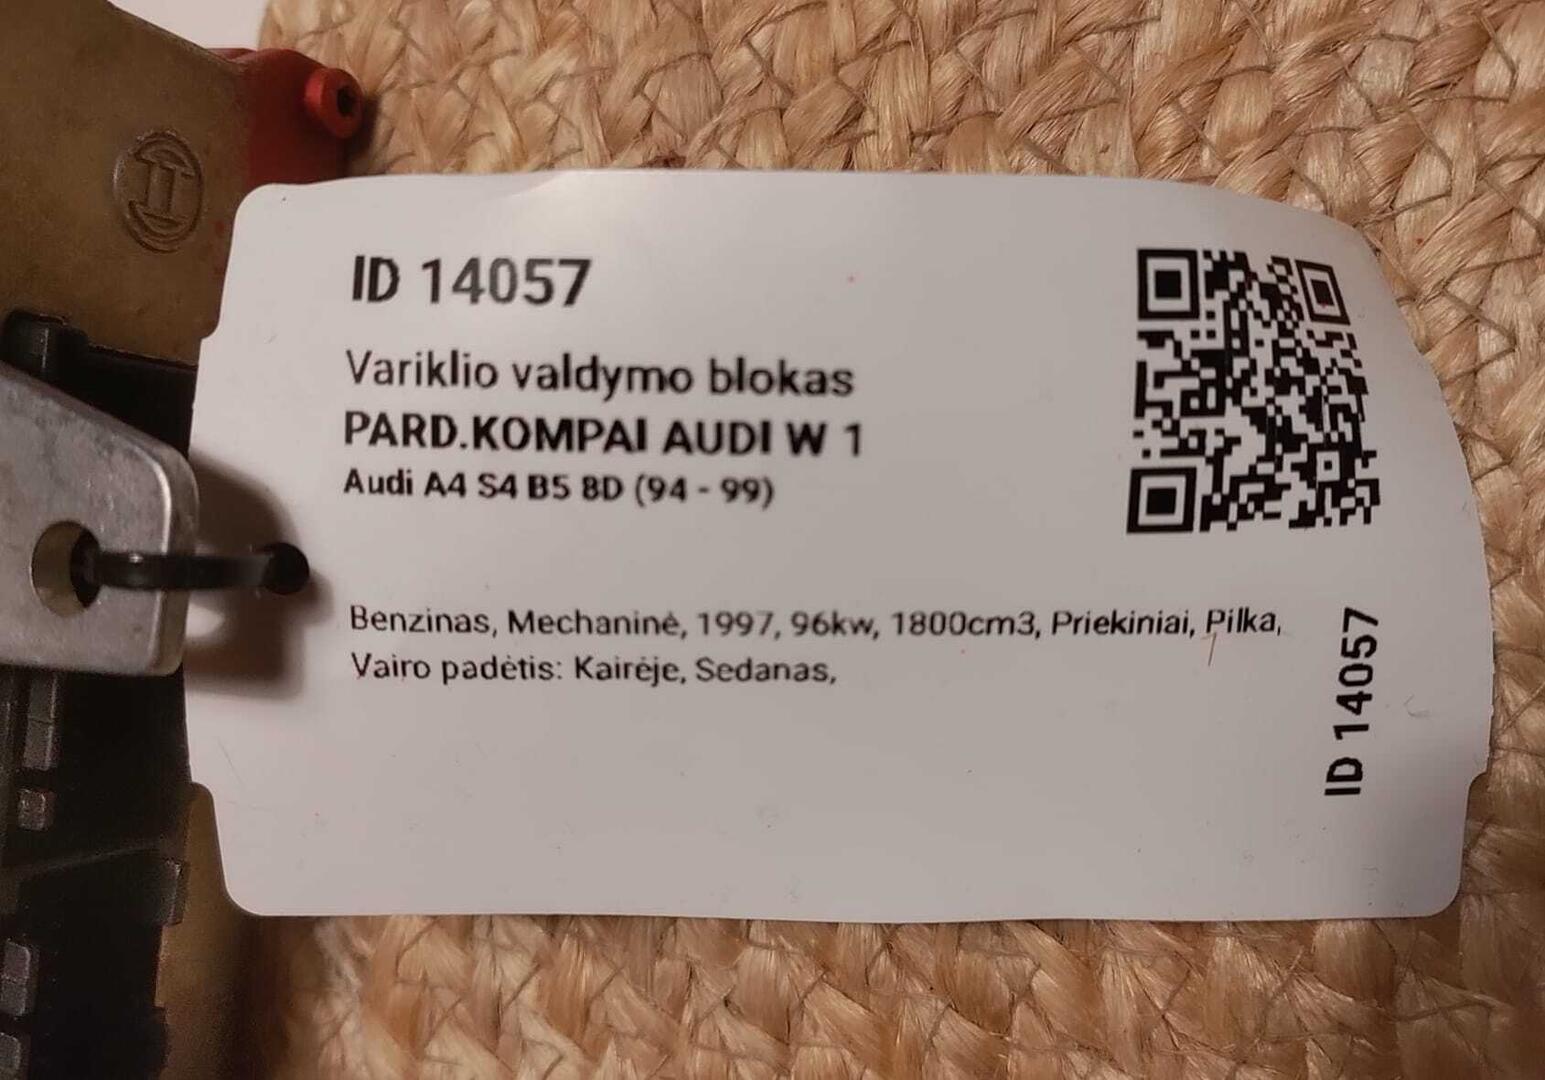 ID 14057
Variklio valdymo blokas
PARD.KOMPAI AUDI W 1
Audi A4 S4 B5 8D (94 - 99)
Benzinas, Mechaninė, 1997, 96kw, 1800cm3, Priekiniai, Pilka,
Vairo padėtis: Kairėje, Sedanas,
ID 14057